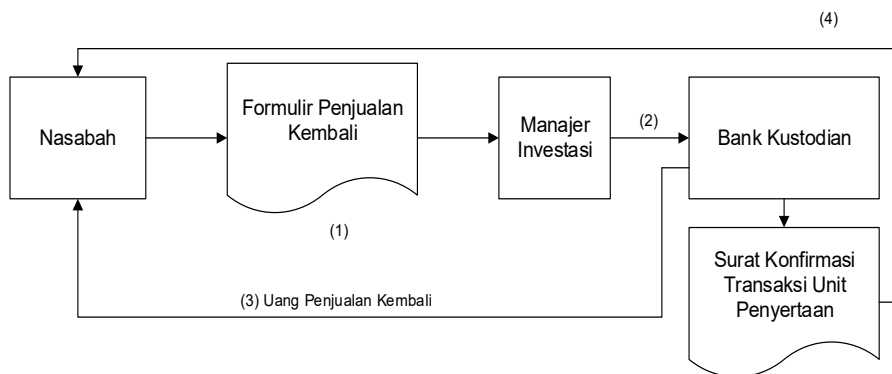 (4)
Nasabah
Formulir Penjualan
Kembali
Manajer
Investasi
(2)
Bank Kustodian
(1)
(3) Uang Penjualan Kembali
Surat Konfirmasi
Transaksi Unit
Penyertaan